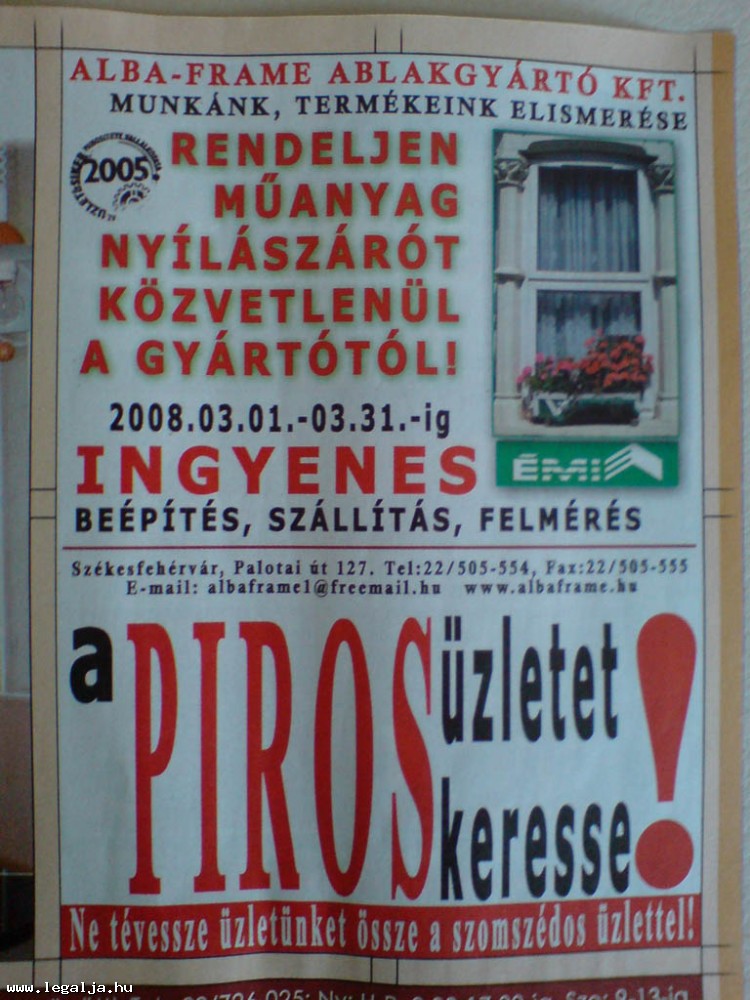 ALBA-FRAME ABLAKGYÁRTÓ KFT.
MUNKÁNK, TERMÉKEINK ELISMERÉSE
2005
RENDELJEN
MŰANYAG
NYÍLÁSZÁRÓT
KÖZVETLENÜL
A GYÁRTÓTÓL!
2008.03.01.-03.31.-ig
INGYENES
ÉMI
BEÉPÍTÉS, SZÁLLÍTÁS, FELMÉRÉS
Székesfehérvár, Palotai út 127. Tel:22/505-554, Fax:22/505-555
E-mail: albaframe1@freemail.hu www.albaframe.hu
a PIROS üzletet
keresse!
Ne tévessze üzletünket össze a szomszédos üzlettel!
www.legalja.hu